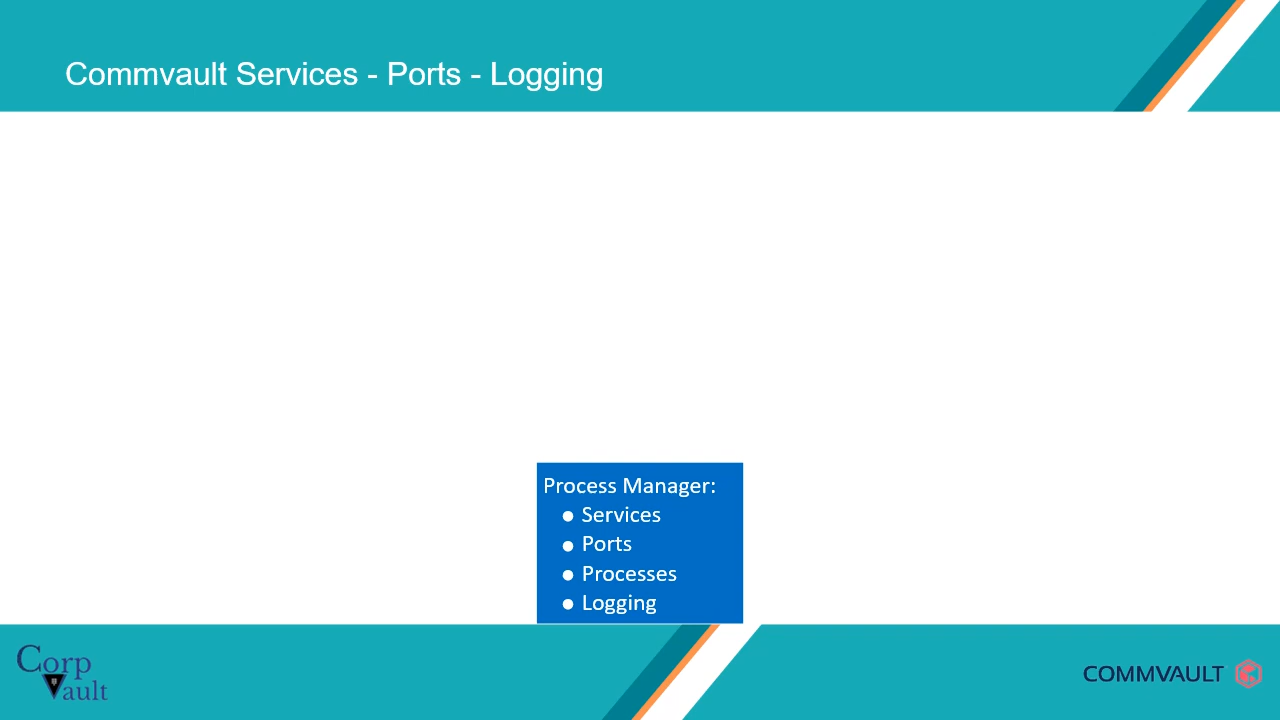 Commvault Services - Ports - Logging
Process Manager:
● Services
● Ports
● Processes
● Logging
Corp
Vault
COMMVAULT